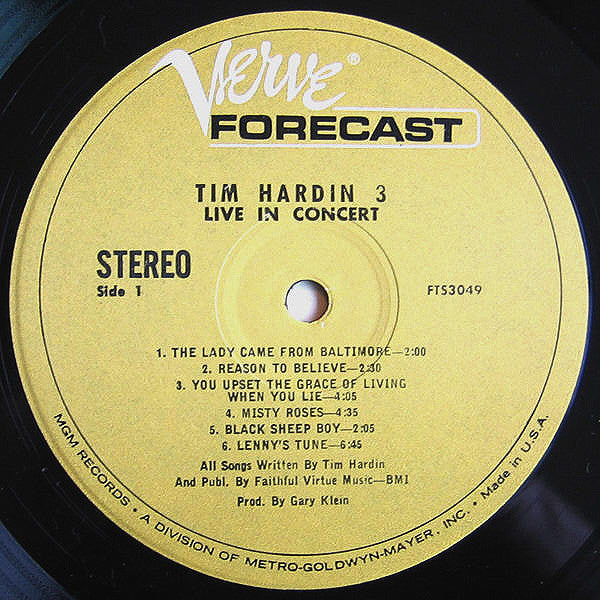 Verve®
FORECAST
TIM HARDIN 3
LIVE IN CONCERT
STEREO
Side 1
FTS3049
1. THE LADY CAME FROM BALTIMORE—2:00
2. REASON TO BELIEVE—2:30
3. YOU UPSET THE GRACE OF LIVING
WHEN YOU LIE—4:05
4. MISTY ROSES—4:35
5. BLACK SHEEP BOY—2:05
6. LENNY'S TUNE—6:45
All Songs Written By Tim Hardin
And Publ. By Faithful Virtue Music—BMI
Prod. By Gary Klein
MGM RECORDS • A DIVISION OF METRO-GOLDWYN-MAYER, INC. • Made in U.S.A.